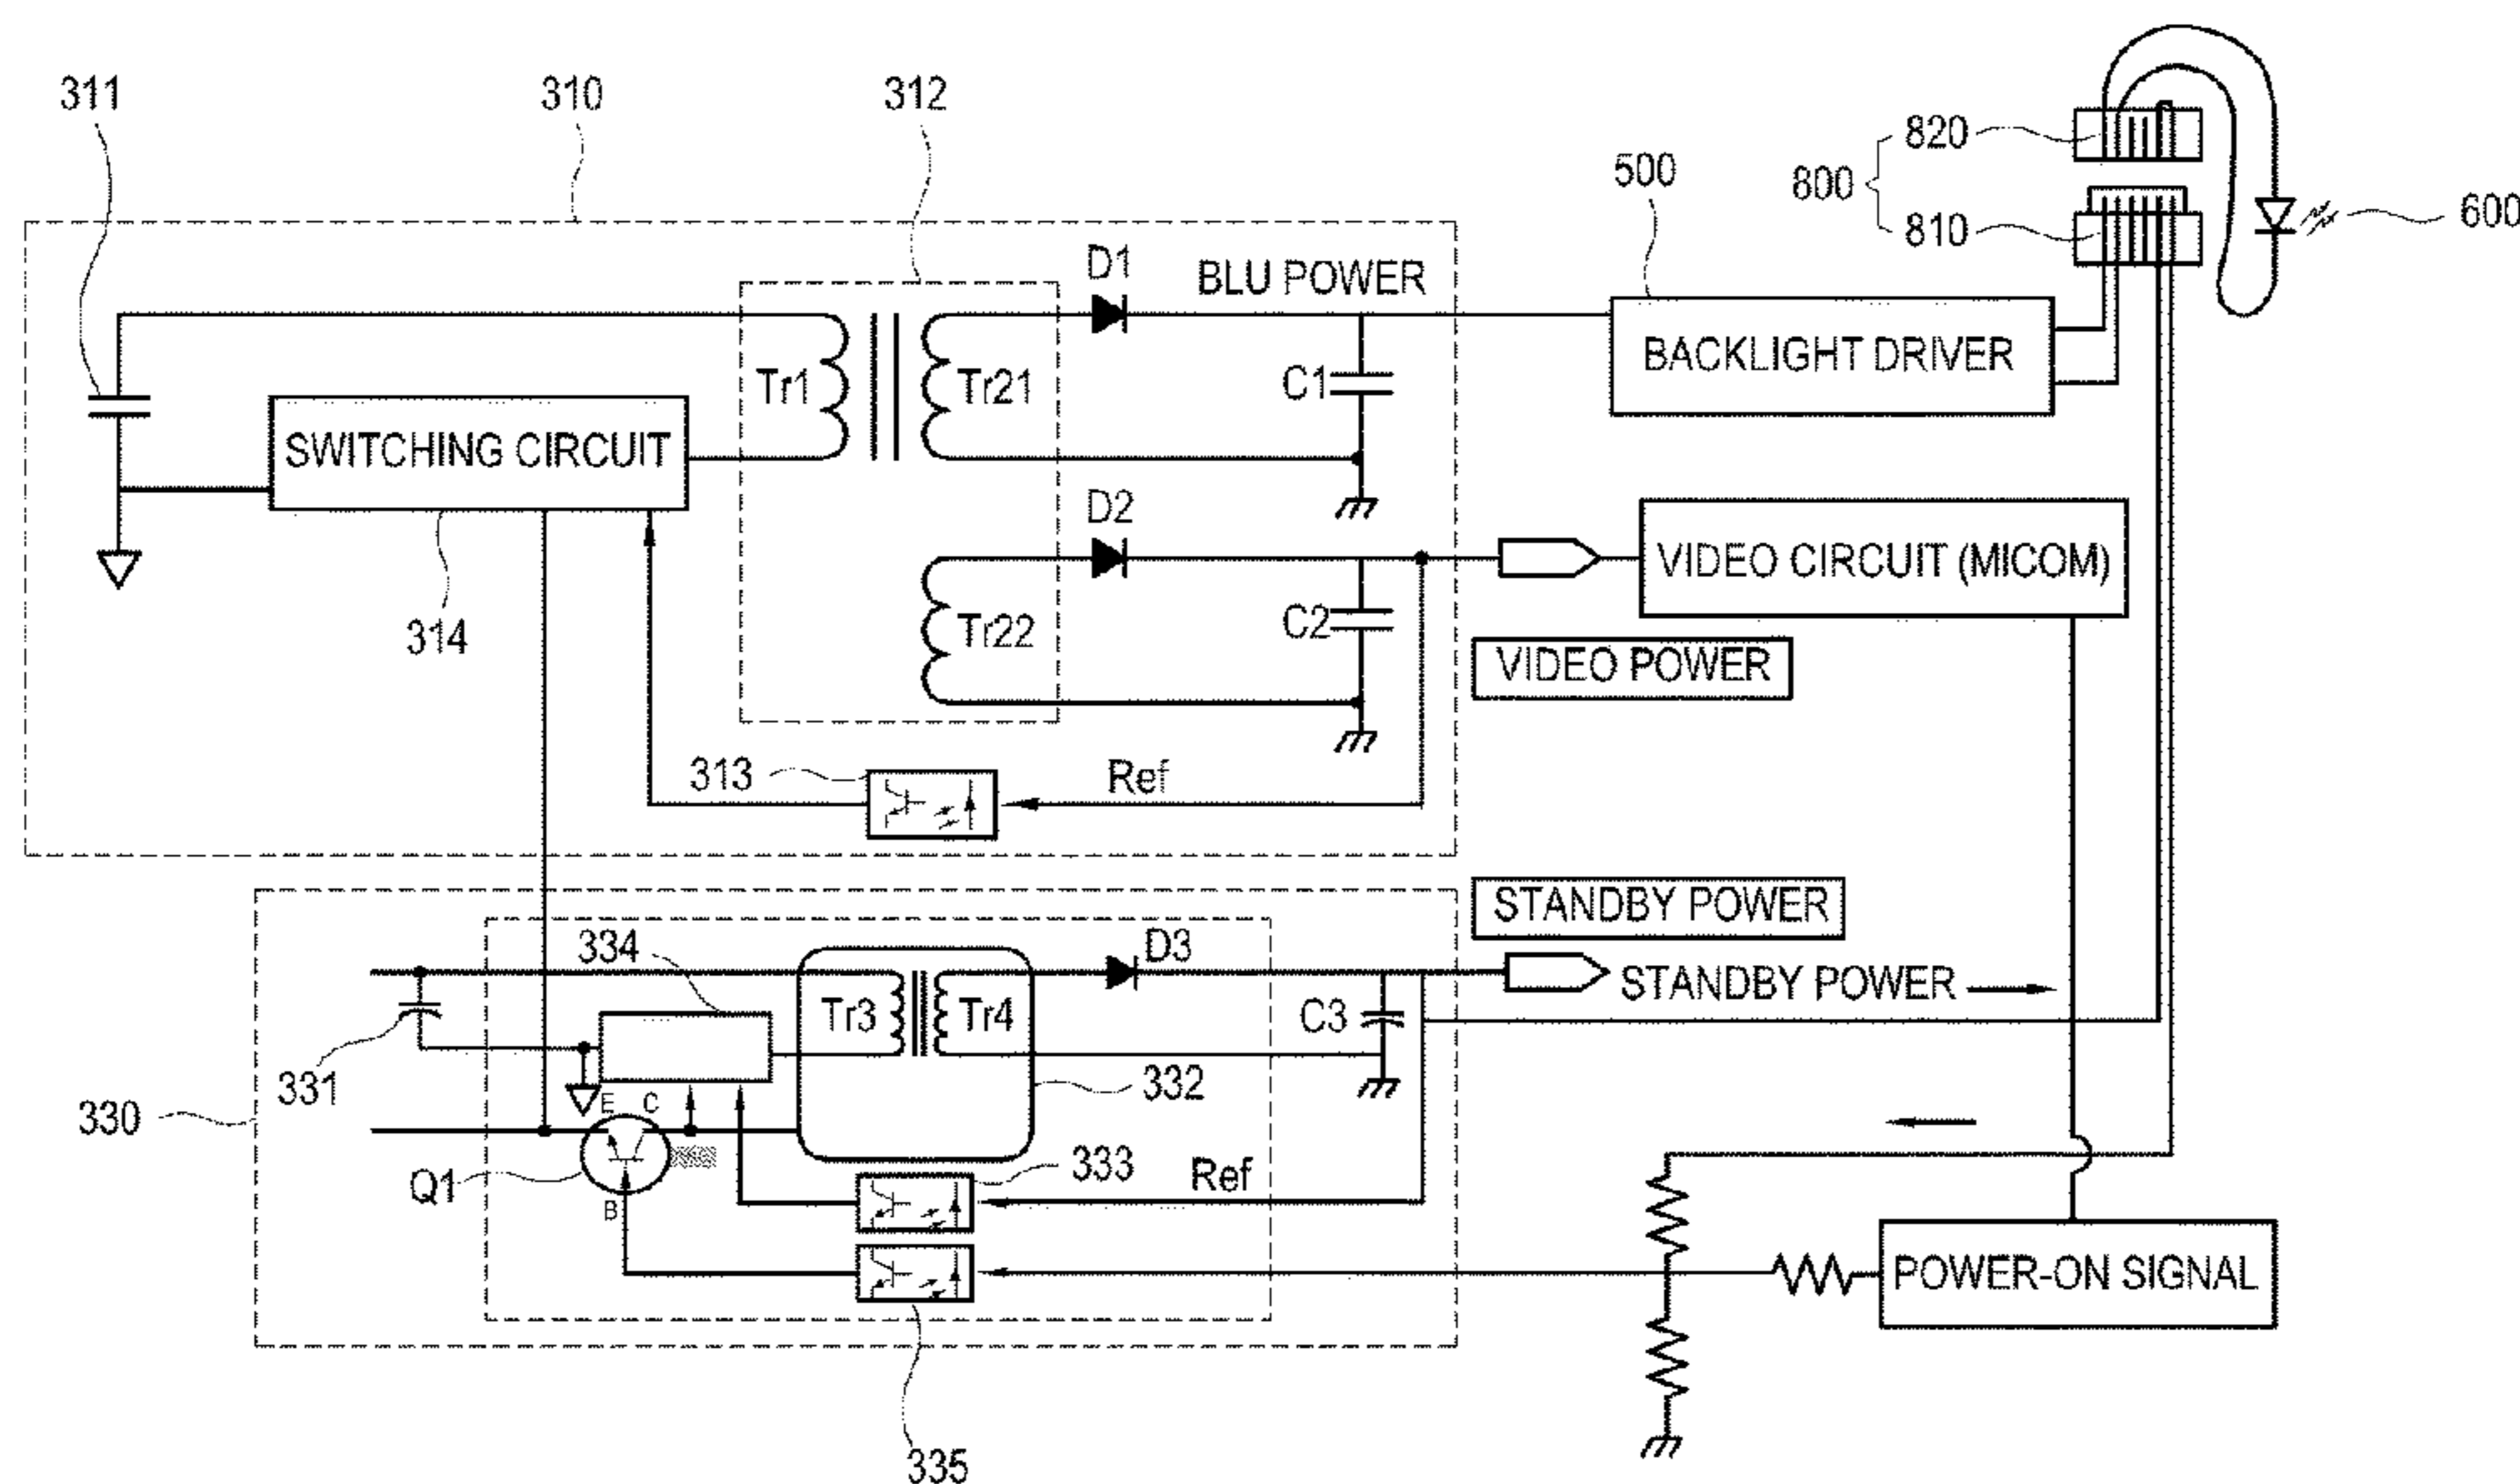 311
310
312
820
800
810
500
600
D1
BLU POWER
Tr1
Tr21
C1
BACKLIGHT DRIVER
SWITCHING CIRCUIT
D2
VIDEO CIRCUIT (MICOM)
314
Tr22
C2
VIDEO POWER
313
Ref
STANDBY POWER
334
D3
STANDBY POWER
Tr3
Tr4
C3
331
332
330
E
C
Q1
B
333
Ref
POWER-ON SIGNAL
335